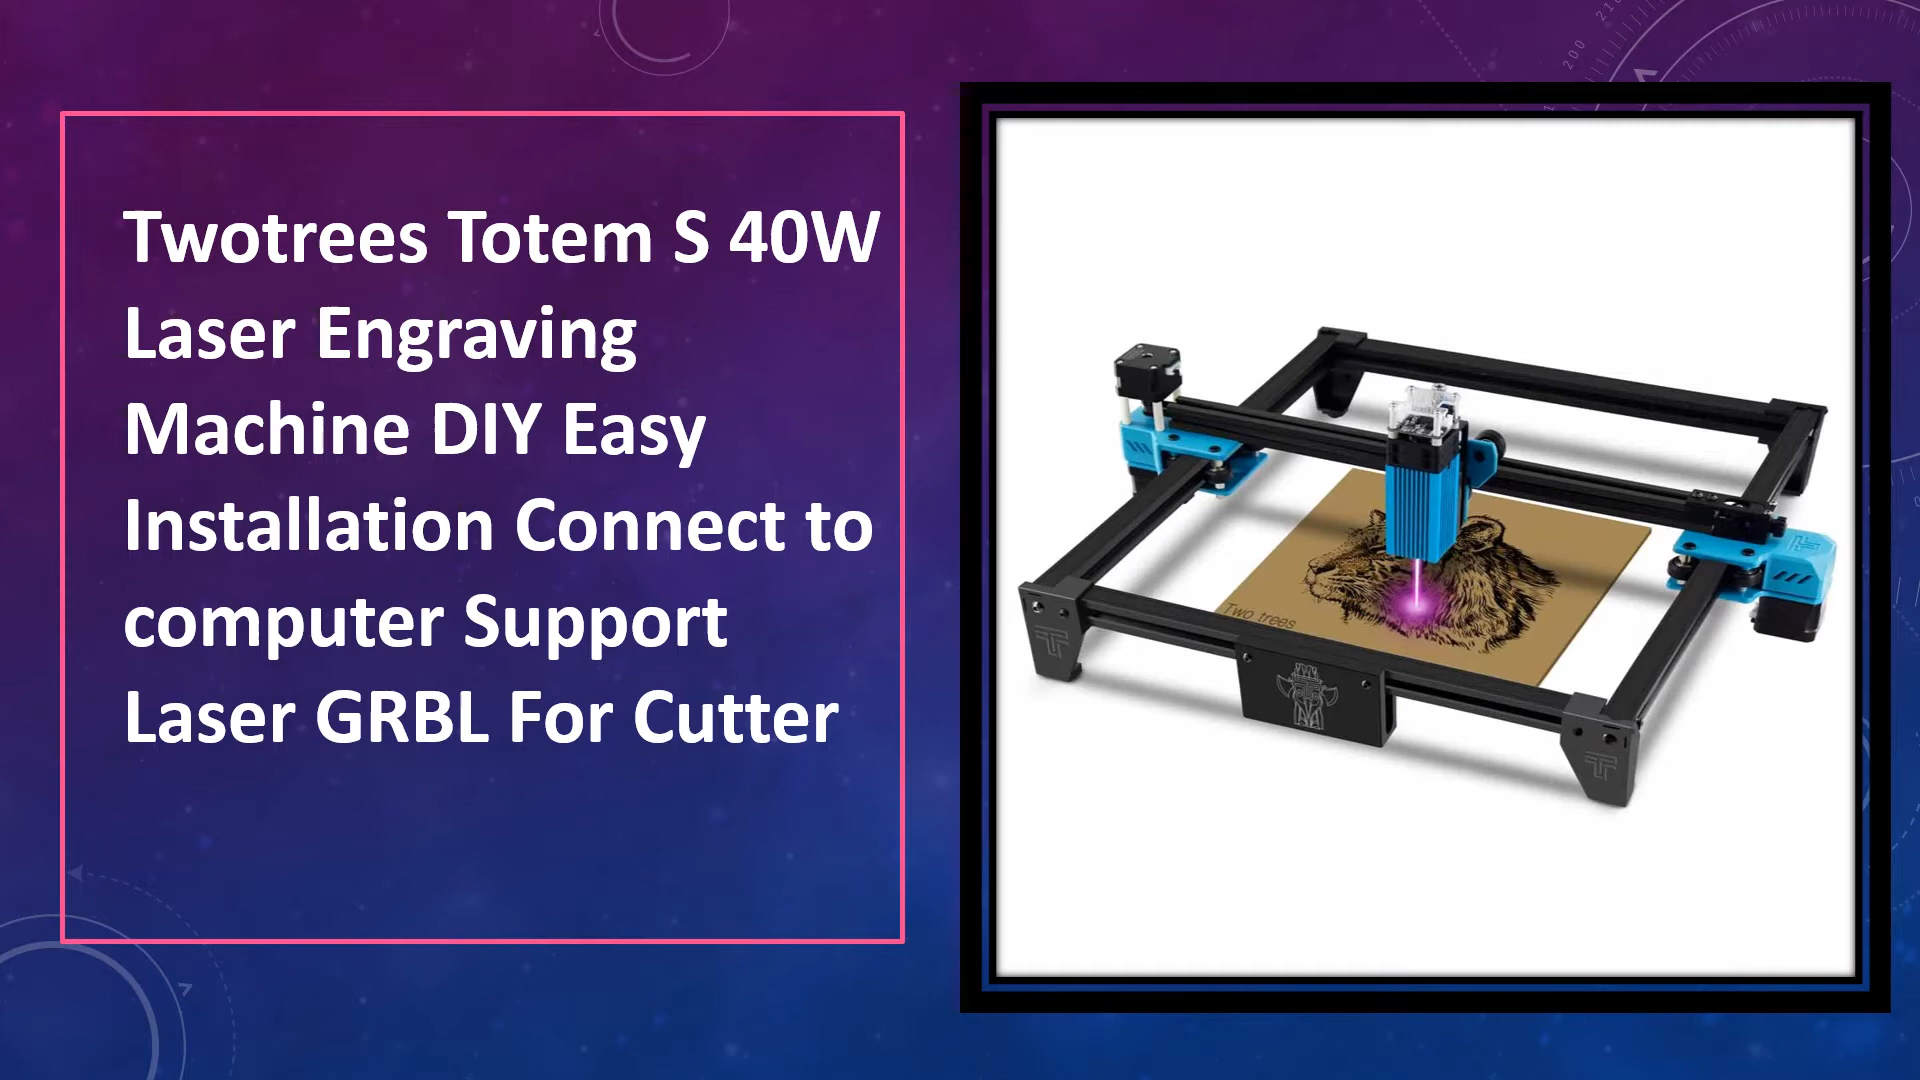 Twotrees Totem S 40W
Laser Engraving
Machine DIY Easy
Installation Connect to
computer Support
Laser GRBL For Cutter
Two trees
200